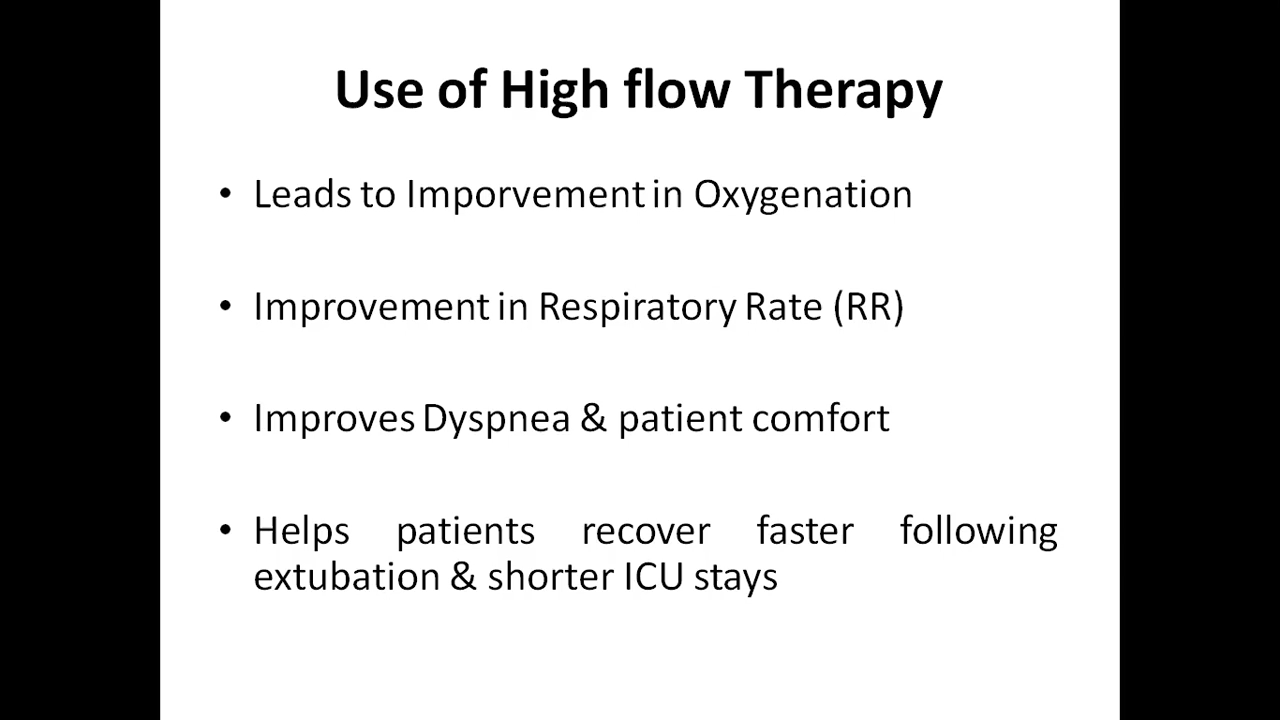 Use of High flow Therapy
• Leads to Imporvement in Oxygenation
• Improvement in Respiratory Rate (RR)
• Improves Dyspnea & patient comfort
• Helps patients recover faster following
extubation & shorter ICU stays